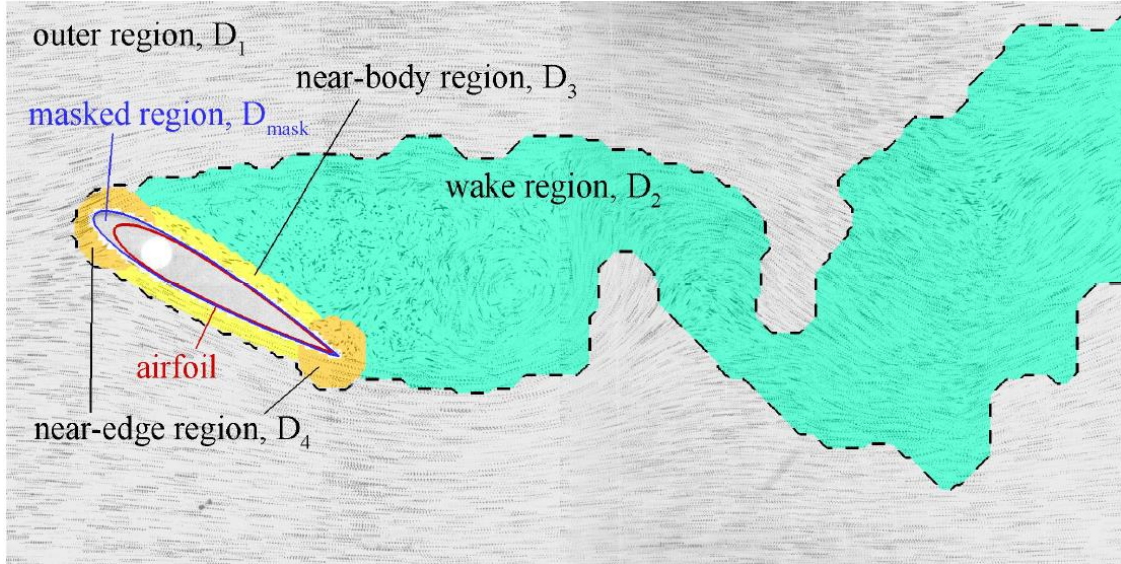 outer region, D1
near-body region, D3
masked region, Dmask
wake region, D2
airfoil
near-edge region, D4